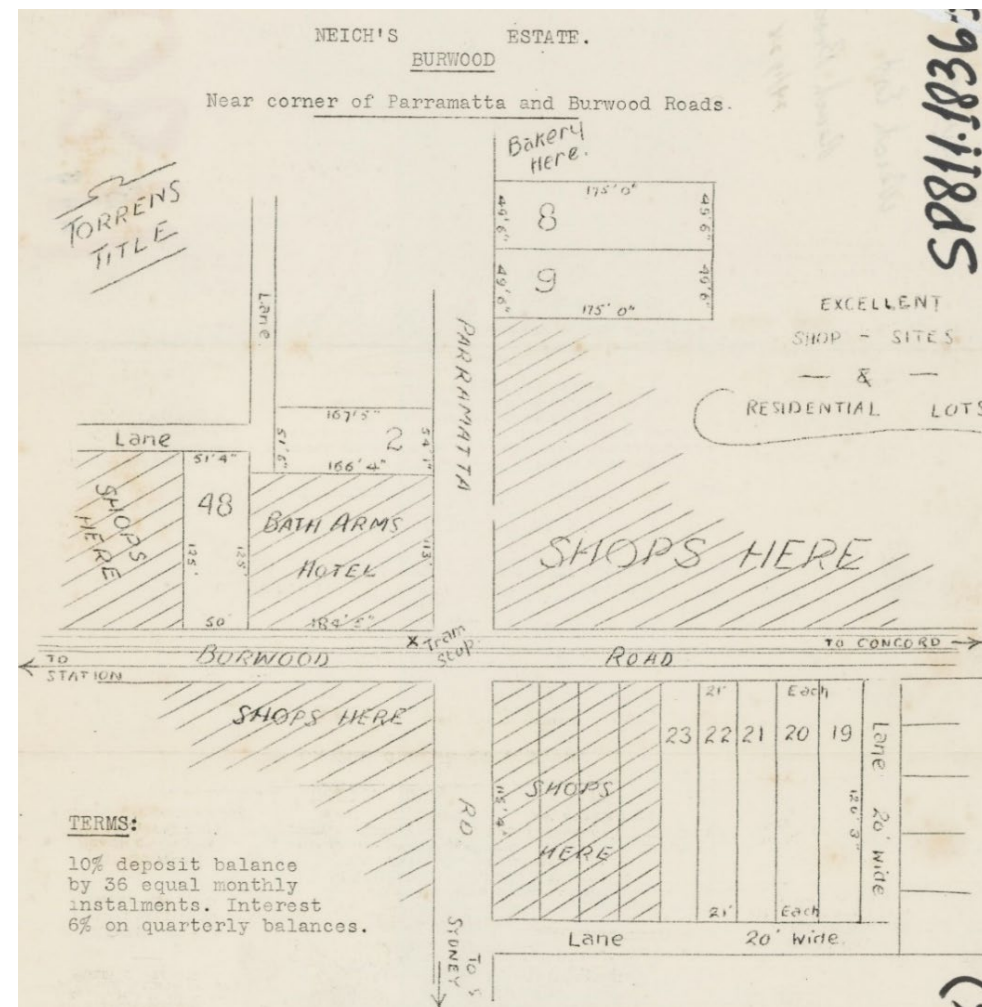 NEICH'S ESTATE.
BURWOOD
Near corner of Parramatta and Burwood Roads.
Bakery
Here.
TORRENS
TITLE
175' 0"
49'6"
8
49'6"
9
49'6"
175' 0"
EXCELLENT
SHOP - SITES
- & -
RESIDENTIAL LOTS
Lane.
PARRAMATTA
167'5"
51'6"
2
54'1"
166'4"
Lane
51'4"
48
125'
125'
50'
SHOPS
HERE
BATH ARMS
HOTEL
113'
SHOPS HERE
x Tram
Stop.
TO CONCORD
BURWOOD ROAD
TO
STATION
SHOPS HERE
21' Each
23 22 21 20 19
Lane 20' wide
SHOPS
HERE
115'4"
126'3"
RD.
TERMS:
10% deposit balance
by 36 equal monthly
instalments. Interest
6% on quarterly balances.
21' Each
Lane 20' wide.
TO
SYDNEY